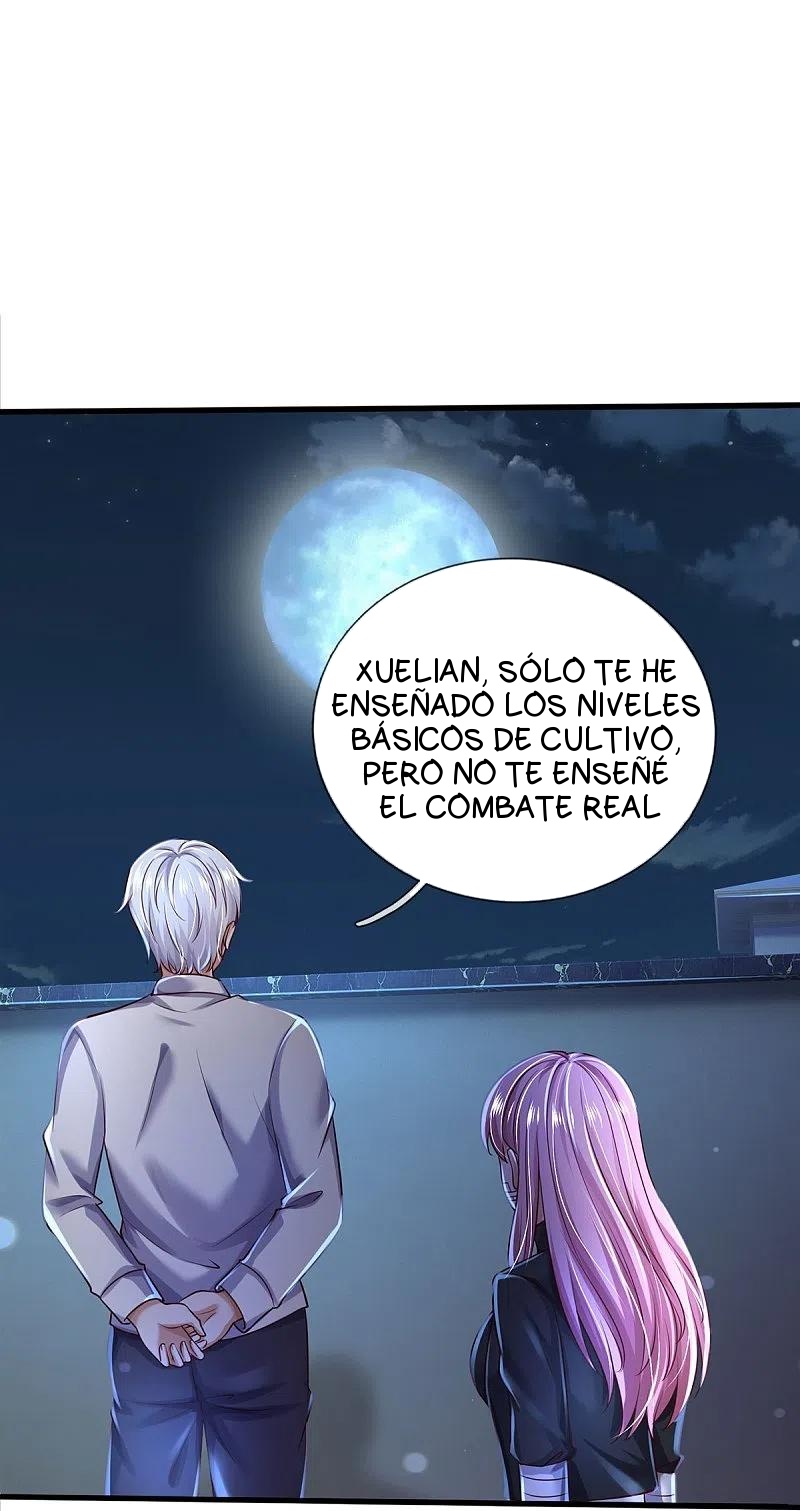 XUELIAN, SÓLO TE HE
ENSEÑADO LOS NIVELES
BÁSICOS DE CULTIVO,
PERO NO TE ENSEÑÉ
EL COMBATE REAL